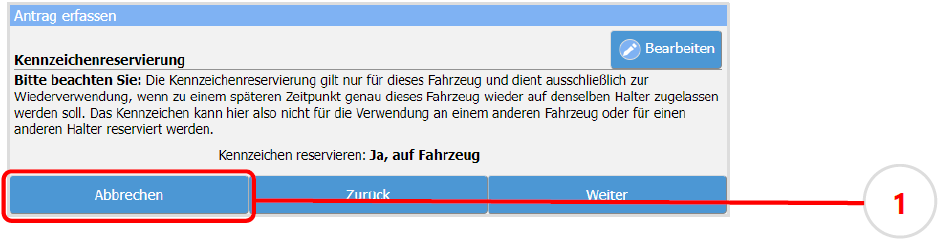 Antrag erfassen
Bearbeiten
Kennzeichenreservierung
Bitte beachten Sie: Die Kennzeichenreservierung gilt nur für dieses Fahrzeug und dient ausschließlich zur
Wiederverwendung, wenn zu einem späteren Zeitpunkt genau dieses Fahrzeug wieder auf denselben Halter zugelassen
werden soll. Das Kennzeichen kann hier also nicht für die Verwendung an einem anderen Fahrzeug oder für einen
anderen Halter reserviert werden.
Kennzeichen reservieren: Ja, auf Fahrzeug
Abbrechen Zurück Weiter
1